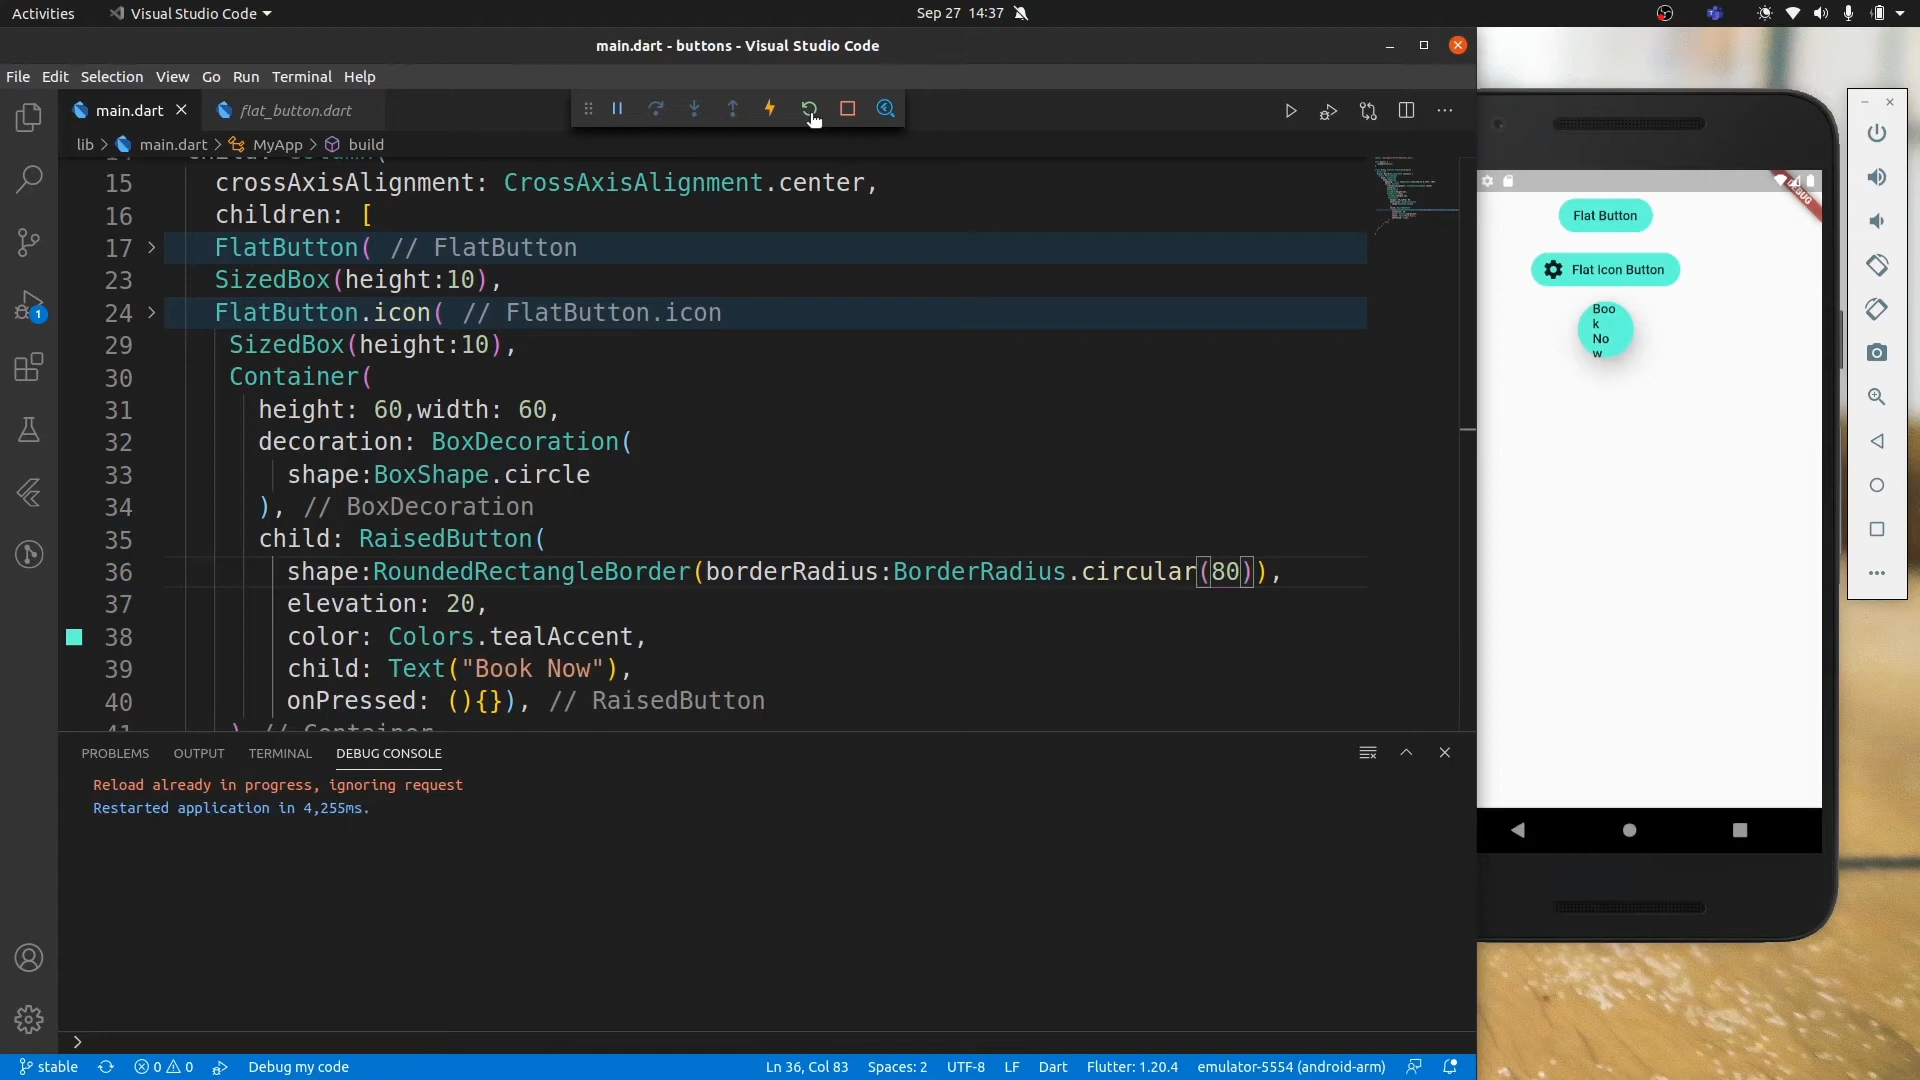 Activities
Visual Studio Code
Sep 27 14:37
main.dart - buttons - Visual Studio Code
File Edit Selection View Go Run Terminal Help
main.dart
flat_button.dart
lib > main.dart > MyApp > build
15 crossAxisAlignment: CrossAxisAlignment.center,
16 children: [
17 FlatButton( // FlatButton
23 SizedBox(height:10),
24 FlatButton.icon( // FlatButton.icon
29 SizedBox(height:10),
30 Container(
31 height: 60,width: 60,
32 decoration: BoxDecoration(
33 shape:BoxShape.circle
34 ), // BoxDecoration
35 child: RaisedButton(
36 shape:RoundedRectangleBorder(borderRadius:BorderRadius.circular(80)),
37 elevation: 20,
38 color: Colors.tealAccent,
39 child: Text("Book Now"),
40 onPressed: (){}), // RaisedButton
41 ) // Container
1
PROBLEMS OUTPUT TERMINAL DEBUG CONSOLE
Reload already in progress, ignoring request
Restarted application in 4,255ms.
>
stable 0 0 Debug my code Ln 36, Col 83 Spaces: 2 UTF-8 LF Dart Flutter: 1.20.4 emulator-5554 (android-arm)
DEBUG
Flat Button
Flat Icon Button
Boo
k
No
w